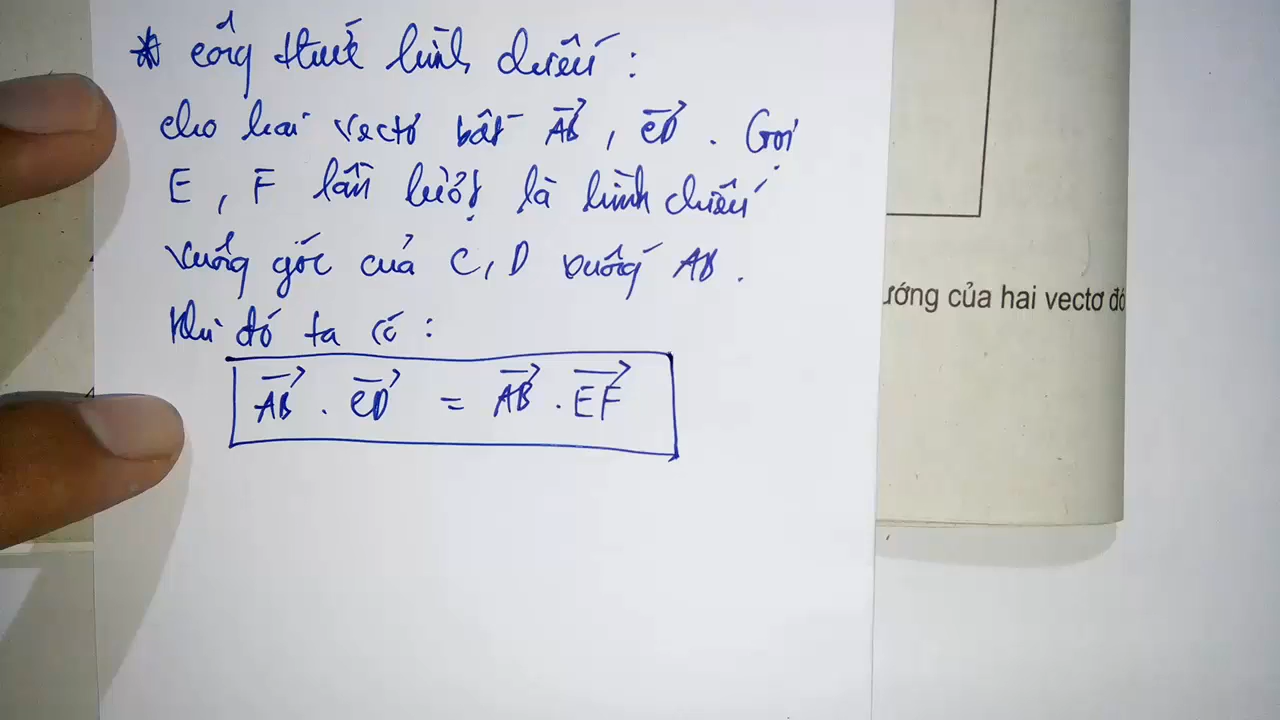 * Công thức hình chiếu :
cho hai vectơ bất AB, CD. Gọi
E, F lần lượt là hình chiếu
vuông góc của C, D xuống AB.
Khi đó ta có :
AB . CD = AB . EF
ướng của hai vectơ đó